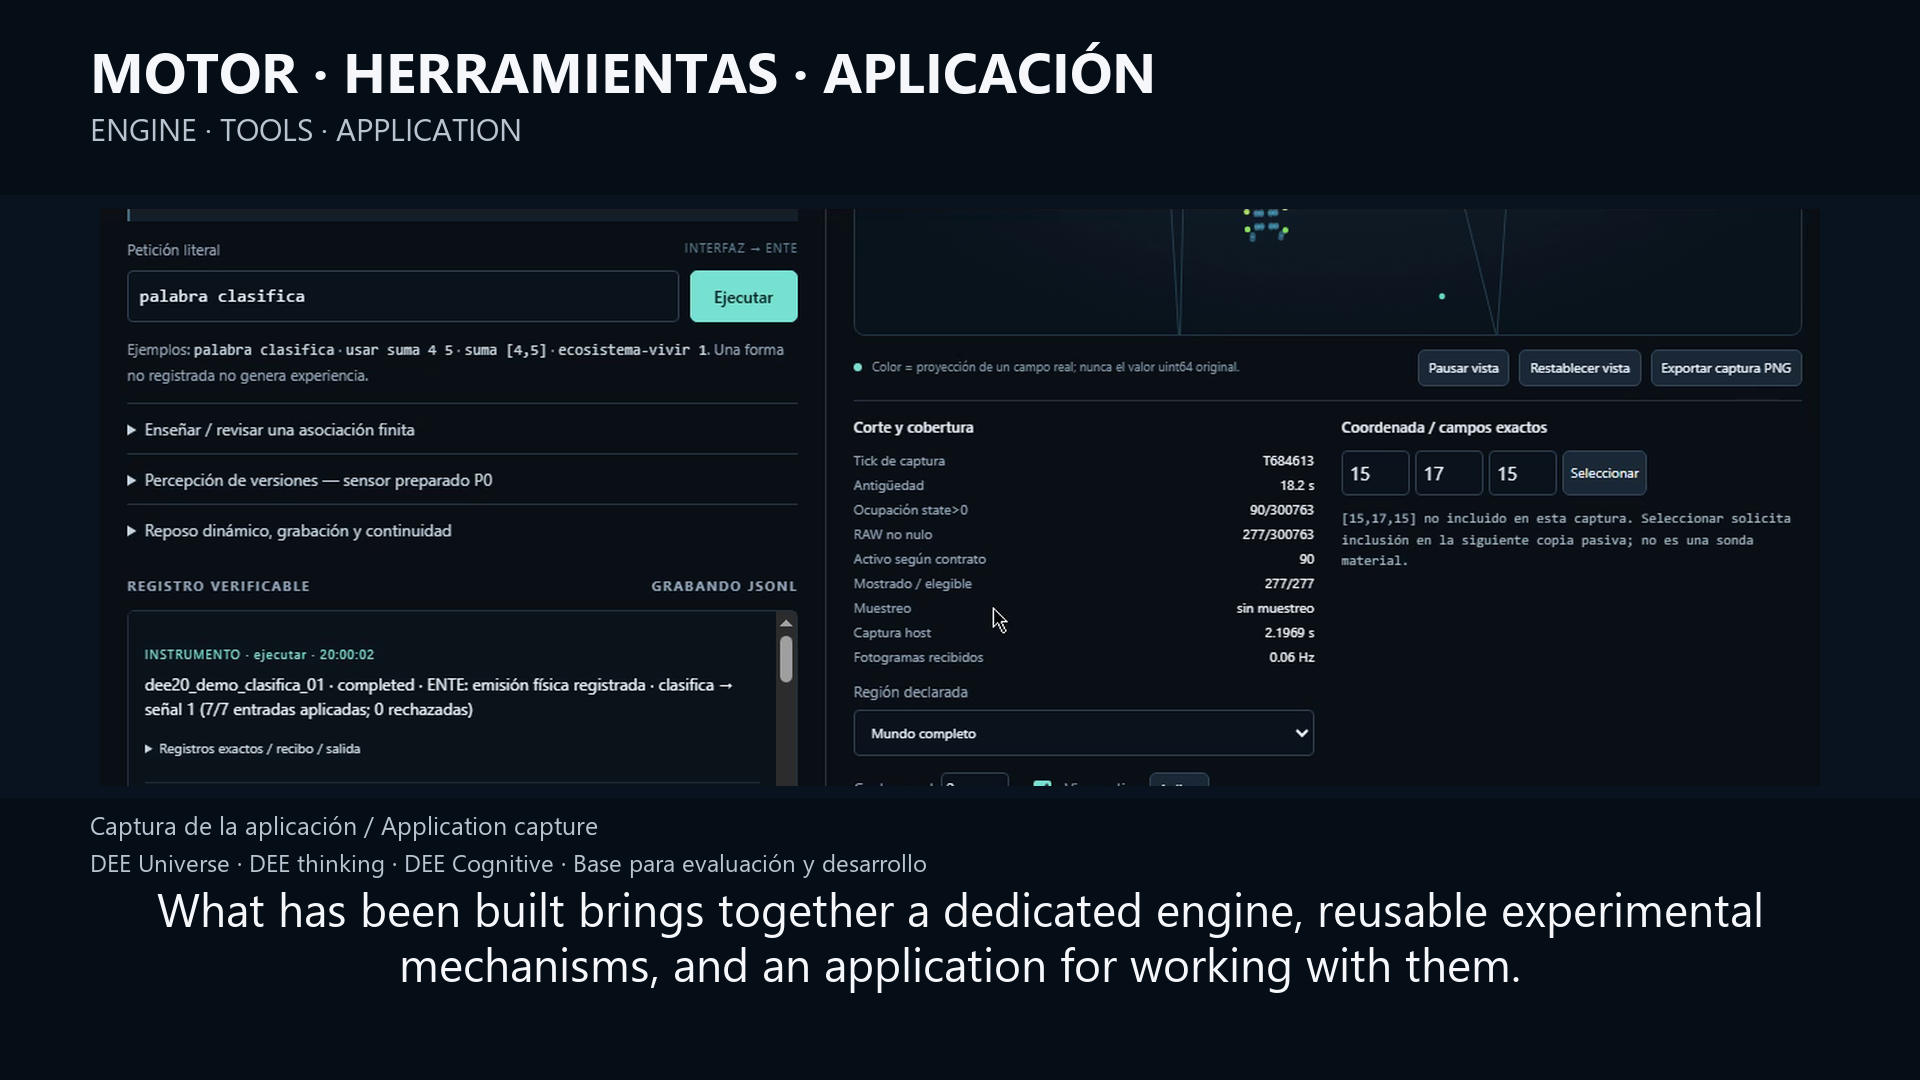 MOTOR · HERRAMIENTAS · APLICACIÓN
ENGINE · TOOLS · APPLICATION
Petición literal
INTERFAZ → ENTE
palabra clasifica
Ejecutar
Ejemplos: palabra clasifica · usar suma 4 5 · suma [4,5] · ecosistema-vivir 1. Una forma
no registrada no genera experiencia.
Enseñar / revisar una asociación finita
Percepción de versiones — sensor preparado P0
Reposo dinámico, grabación y continuidad
REGISTRO VERIFICABLE
GRABANDO JSONL
INSTRUMENTO · ejecutar · 20:00:02
dee20_demo_clasifica_01 · completed · ENTE: emisión física registrada · clasifica →
señal 1 (7/7 entradas aplicadas; 0 rechazadas)
Registros exactos / recibo / salida
Color = proyección de un campo real; nunca el valor uint64 original.
Pausar vista
Restablecer vista
Exportar captura PNG
Corte y cobertura
Tick de captura T684613
Antigüedad 18.2 s
Ocupación state>0 90/300763
RAW no nulo 277/300763
Activo según contrato 90
Mostrado / elegible 277/277
Muestreo sin muestreo
Captura host 2.1969 s
Fotogramas recibidos 0.06 Hz
Región declarada
Mundo completo
Coordenada / campos exactos
15 17 15 Seleccionar
[15,17,15] no incluido en esta captura. Seleccionar solicita
inclusión en la siguiente copia pasiva; no es una sonda
material.
Captura de la aplicación / Application capture
DEE Universe · DEE thinking · DEE Cognitive · Base para evaluación y desarrollo
What has been built brings together a dedicated engine, reusable experimental
mechanisms, and an application for working with them.